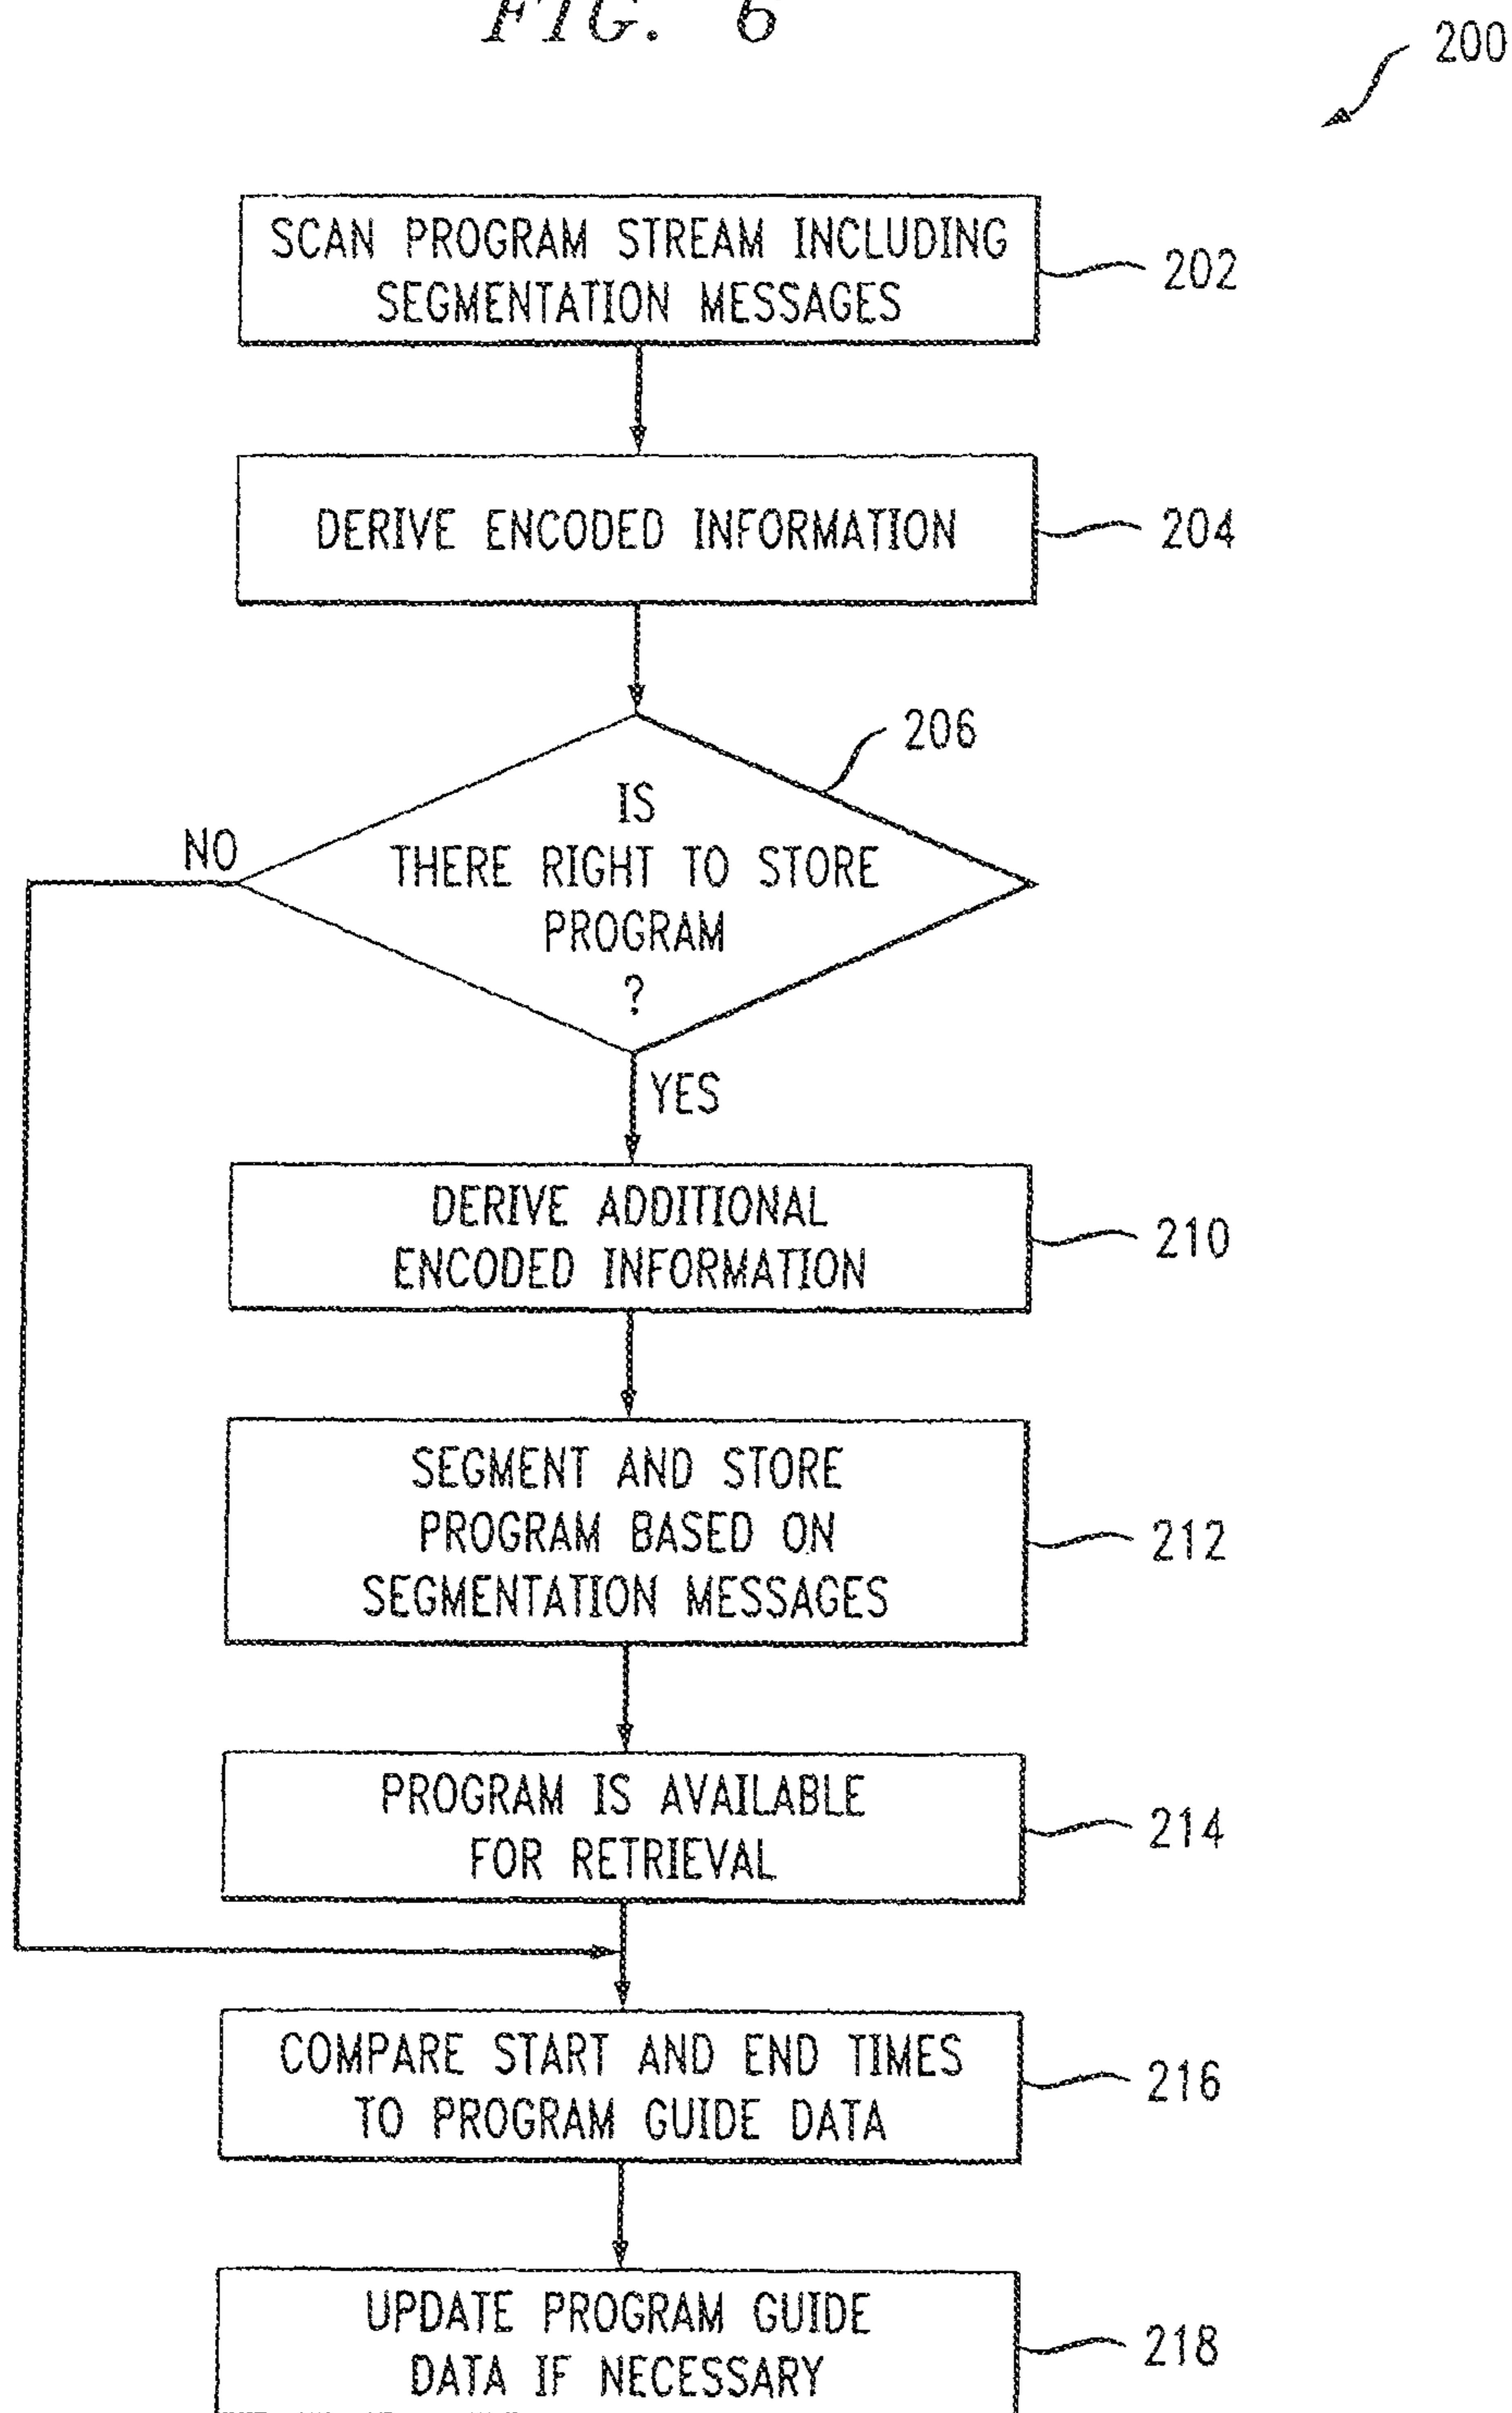 FIG. 6
200
SCAN PROGRAM STREAM INCLUDING
SEGMENTATION MESSAGES
202
DERIVE ENCODED INFORMATION
204
206
IS
THERE RIGHT TO STORE
PROGRAM
?
NO
YES
DERIVE ADDITIONAL
ENCODED INFORMATION
210
SEGMENT AND STORE
PROGRAM BASED ON
SEGMENTATION MESSAGES
212
PROGRAM IS AVAILABLE
FOR RETRIEVAL
214
COMPARE START AND END TIMES
TO PROGRAM GUIDE DATA
216
UPDATE PROGRAM GUIDE
DATA IF NECESSARY
218